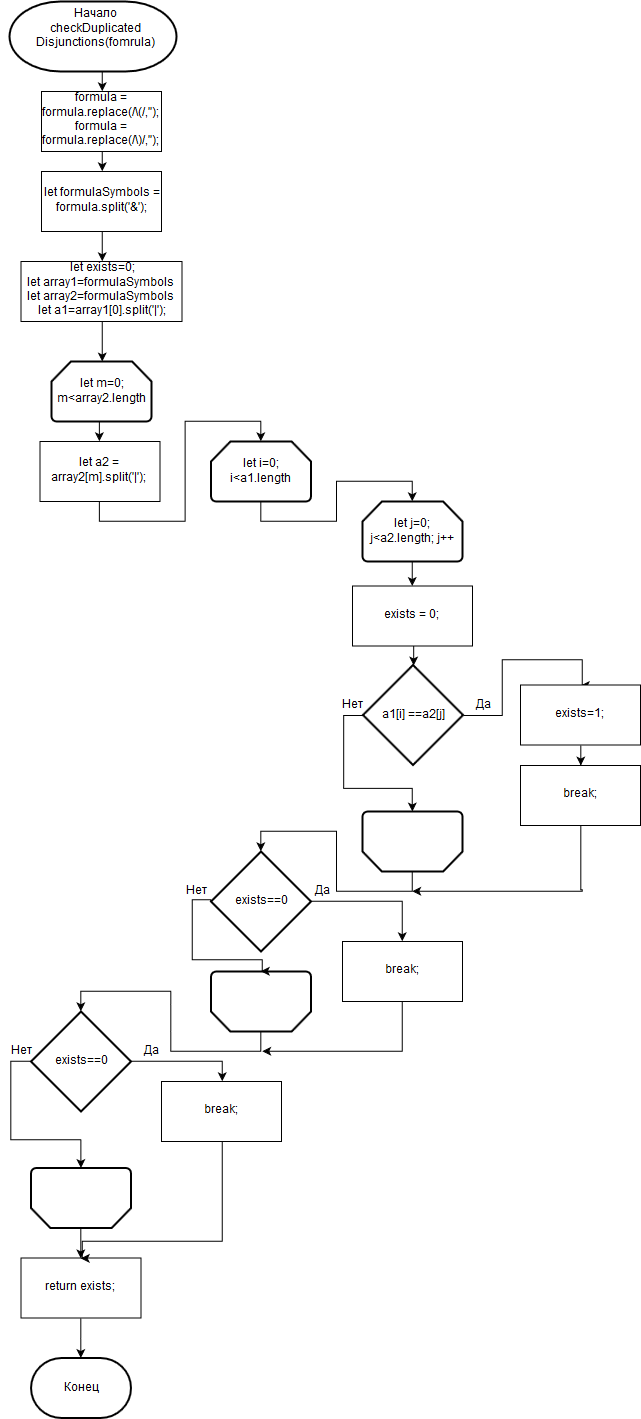 Начало
checkDuplicated
Disjunctions(fomrula)
formula =
formula.replace(/\(/,'');
formula =
formula.replace(/\)/,'');
let formulaSymbols =
formula.split('&');
let exists=0;
let array1=formulaSymbols
let array2=formulaSymbols
let a1=array1[0].split('|');
let m=0;
m<array2.length
let a2 =
array2[m].split('|');
let i=0;
i<a1.length
let j=0;
j<a2.length; j++
exists = 0;
Нет
a1[i] ==a2[j]
Да
exists=1;
break;
Нет
exists==0
Да
break;
Нет
exists==0
Да
break;
return exists;
Конец